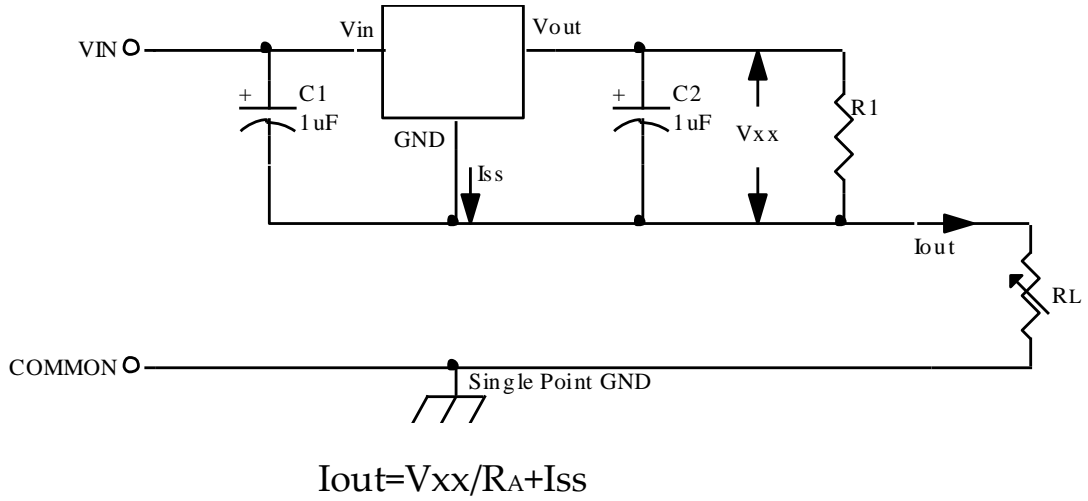 Vin
Vout
VIN
+
C1
1uF
+
C2
1uF
R1
GND
Vxx
Iss
Iout
RL
COMMON
Single Point GND
Iout=Vxx/RA+Iss